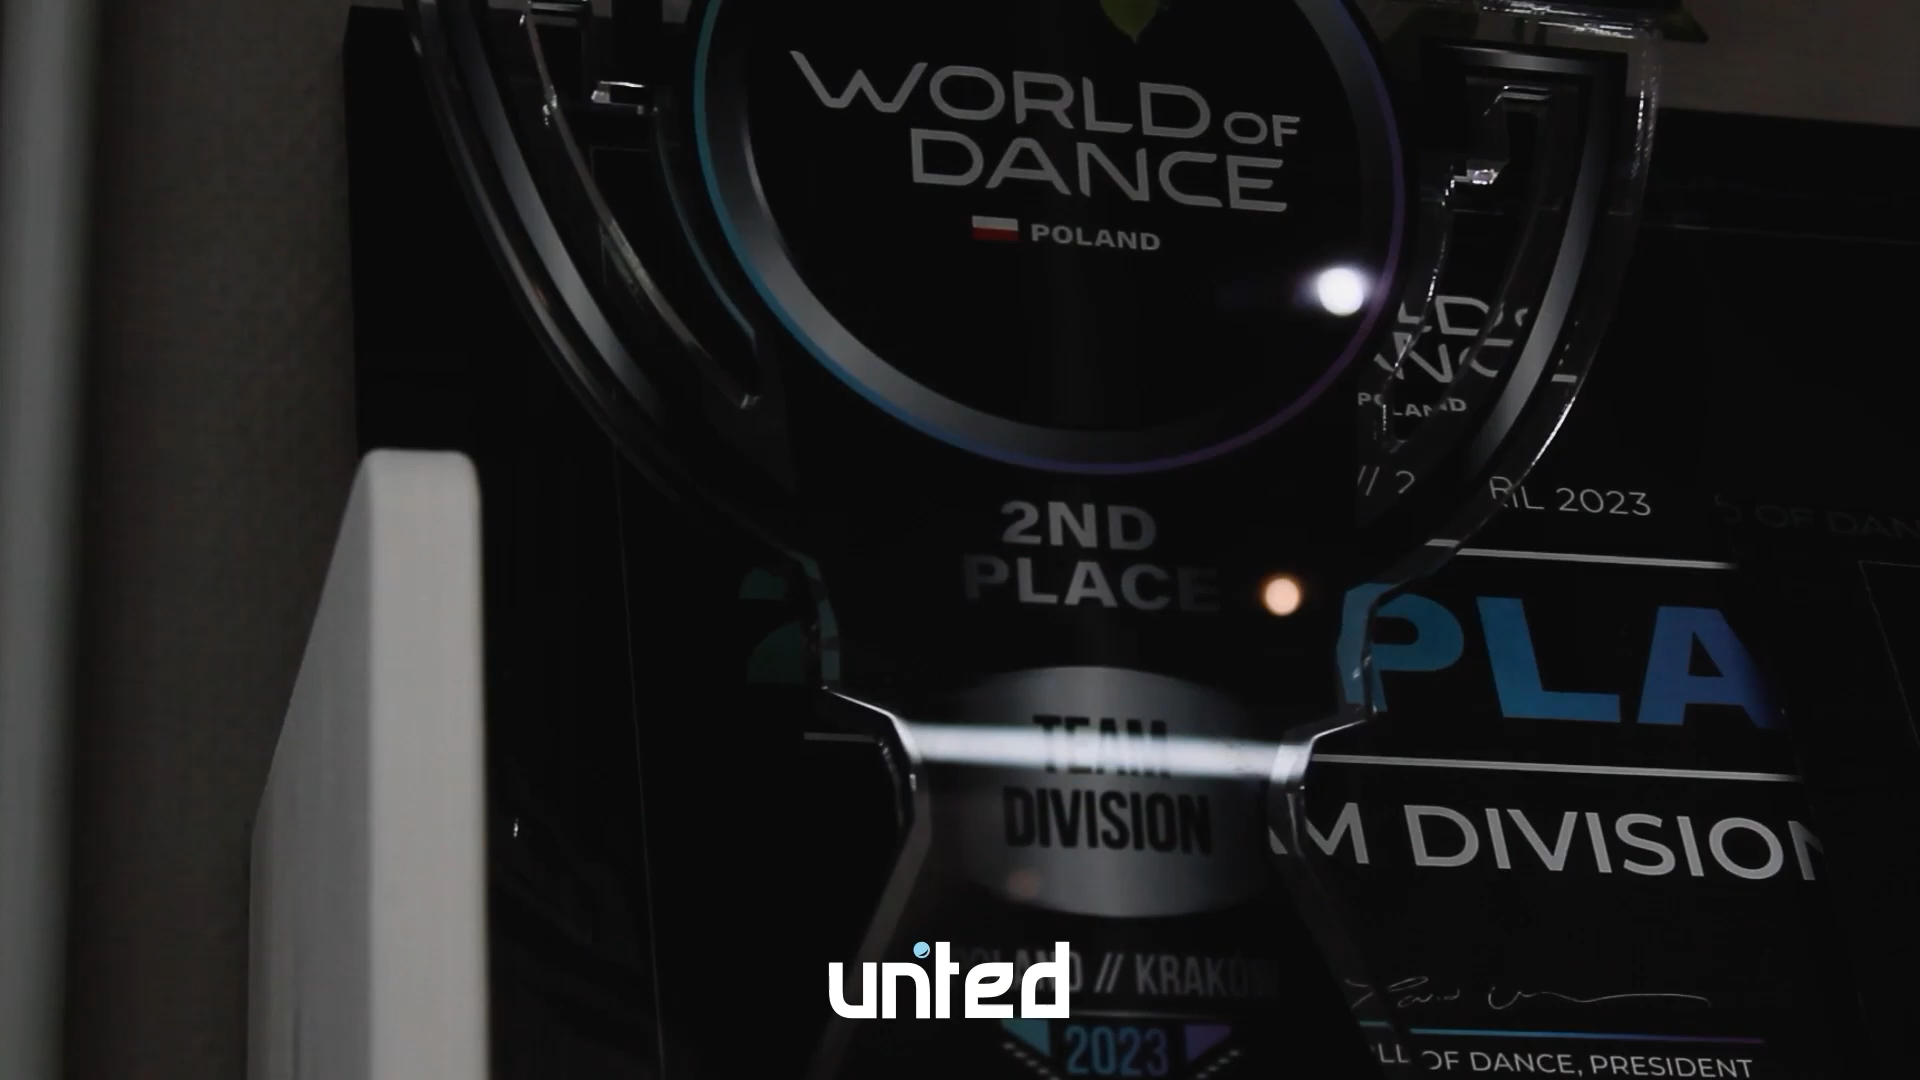 WORLD OF
DANCE
POLAND
2ND
PLACE
TEAM
DIVISION
POLAND // KRAKÓW
2023
united
POLAND
RIL 2023
PLA
M DIVISION
OF DANCE, PRESIDENT